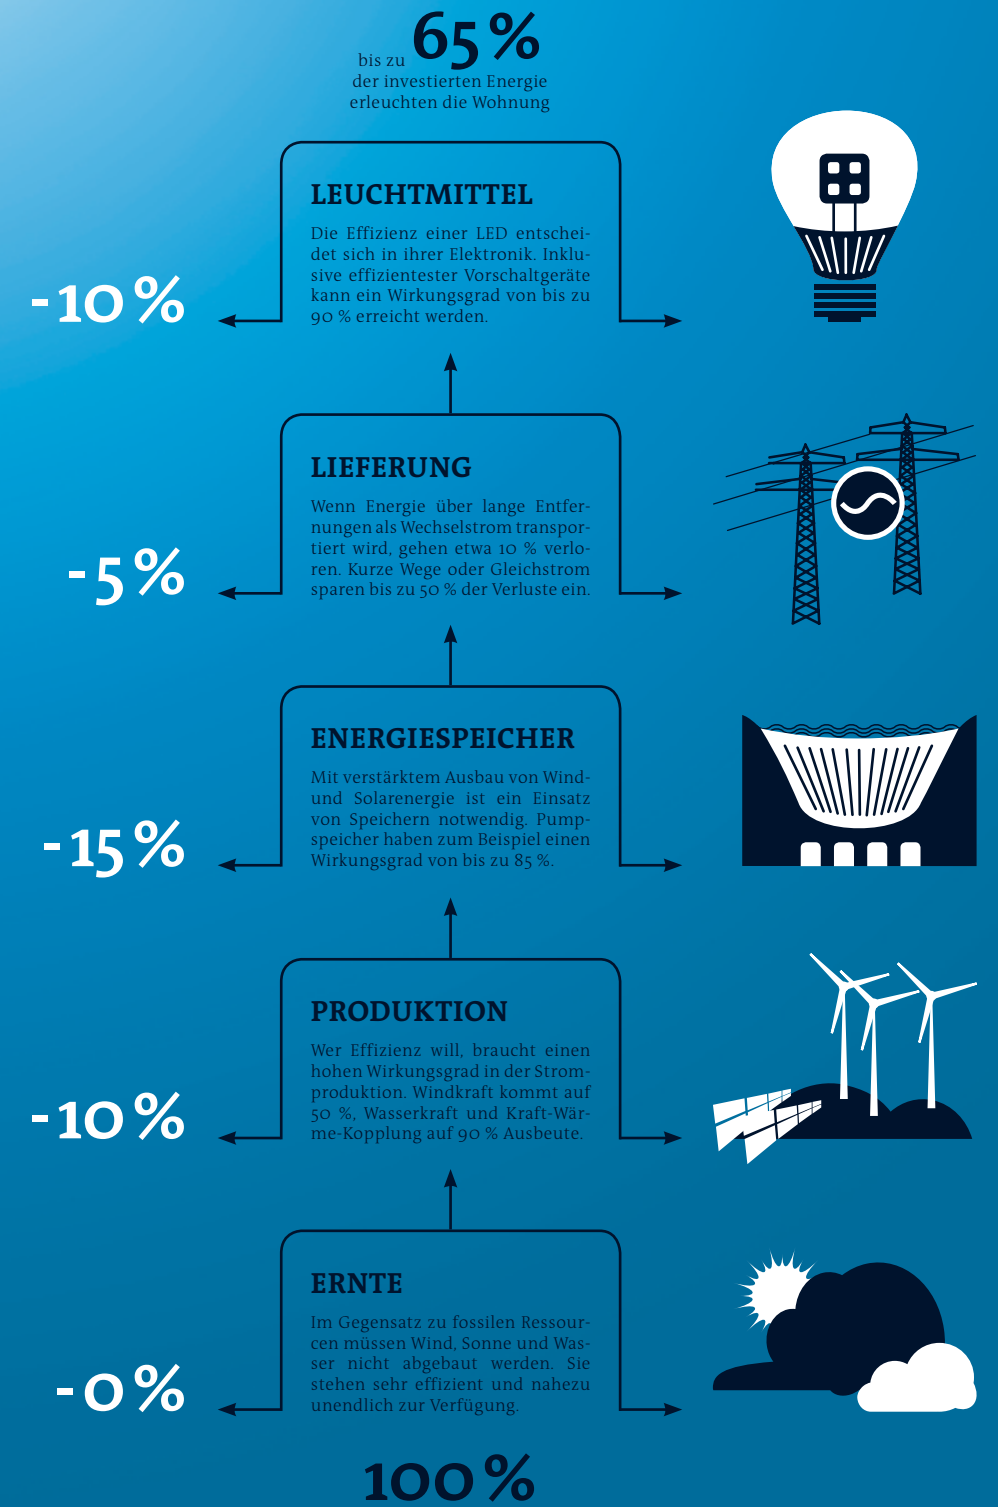 bis zu 65 %
der investierten Energie
erleuchten die Wohnung
LEUCHTMITTEL
Die Effizienz einer LED entschei-
det sich in ihrer Elektronik. Inklu-
sive effizientester Vorschaltgeräte
kann ein Wirkungsgrad von bis zu
90 % erreicht werden.
-10 %
LIEFERUNG
Wenn Energie über lange Entfer-
nungen als Wechselstrom transpor-
tiert wird, gehen etwa 10 % verlo-
ren. Kurze Wege oder Gleichstrom
sparen bis zu 50 % der Verluste ein.
-5 %
ENERGIESPEICHER
Mit verstärktem Ausbau von Wind-
und Solarenergie ist ein Einsatz
von Speichern notwendig. Pump-
speicher haben zum Beispiel einen
Wirkungsgrad von bis zu 85 %.
-15 %
PRODUKTION
Wer Effizienz will, braucht einen
hohen Wirkungsgrad in der Strom-
produktion. Windkraft kommt auf
50 %, Wasserkraft und Kraft-Wär-
me-Kopplung auf 90 % Ausbeute.
-10 %
ERNTE
Im Gegensatz zu fossilen Ressour-
cen müssen Wind, Sonne und Was-
ser nicht abgebaut werden. Sie
stehen sehr effizient und nahezu
unendlich zur Verfügung.
-0 %
100 %